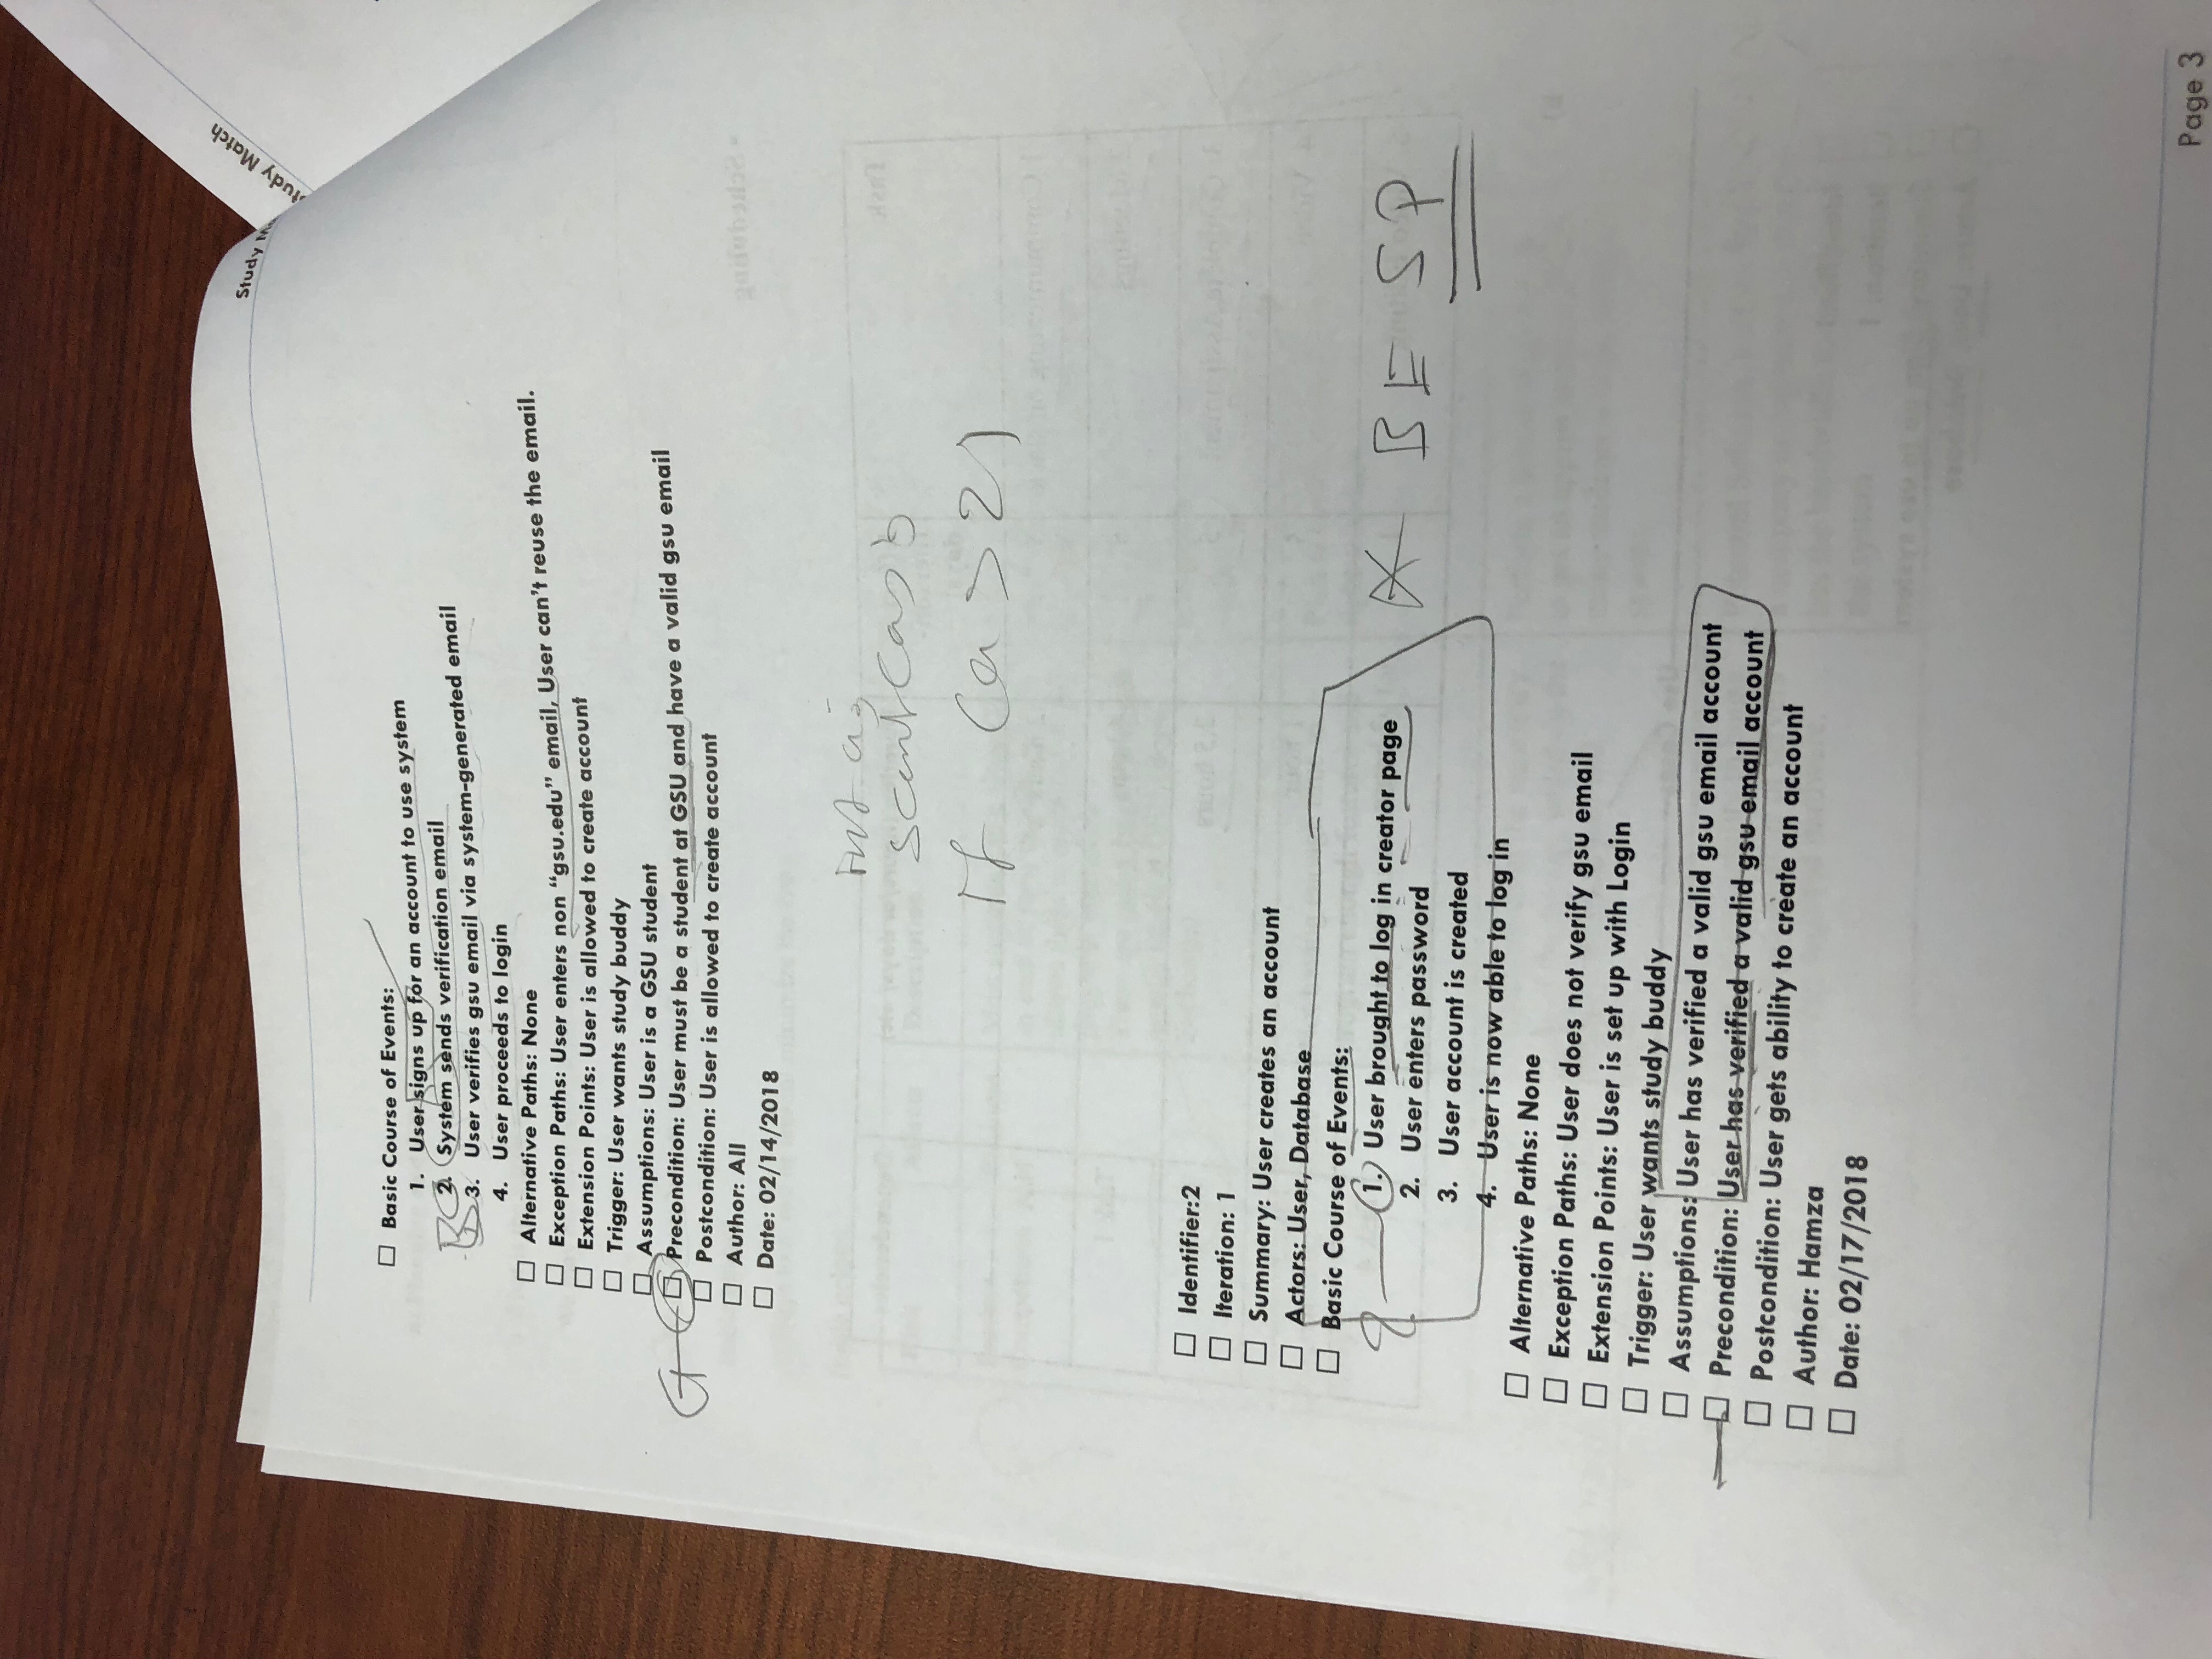 Study
Study Match
☐ Basic Course of Events:
1. User signs up for an account to use system
2. System sends verification email
3. User verifies gsu email via system-generated email
4. User proceeds to login
☐ Alternative Paths: None
☐ Exception Paths: User enters non “gsu.edu” email, User can’t reuse the email.
☐ Extension Points: User is allowed to create account
☐ Trigger: User wants study buddy
☐ Assumptions: User is a GSU student
☐ Precondition: User must be a student at GSU and have a valid gsu email
☐ Postcondition: User is allowed to create account
☐ Author: All
☐ Date: 02/14/2018
a;
If (a > 2)
☐ Identifier:2
☐ Iteration: 1
☐ Summary: User creates an account
☐ Actors: User, Database
☐ Basic Course of Events:
1. User brought to log in creator page
2. User enters password
3. User account is created
4. User is now able to log in
BE SP
☐ Alternative Paths: None
☐ Exception Paths: User does not verify gsu email
☐ Extension Points: User is set up with Login
☐ Trigger: User wants study buddy
☐ Assumptions: User has verified a valid gsu email account
☐ Precondition: User has verified a valid gsu email account
☐ Postcondition: User gets ability to create an account
☐ Author: Hamza
☐ Date: 02/17/2018
Page 3